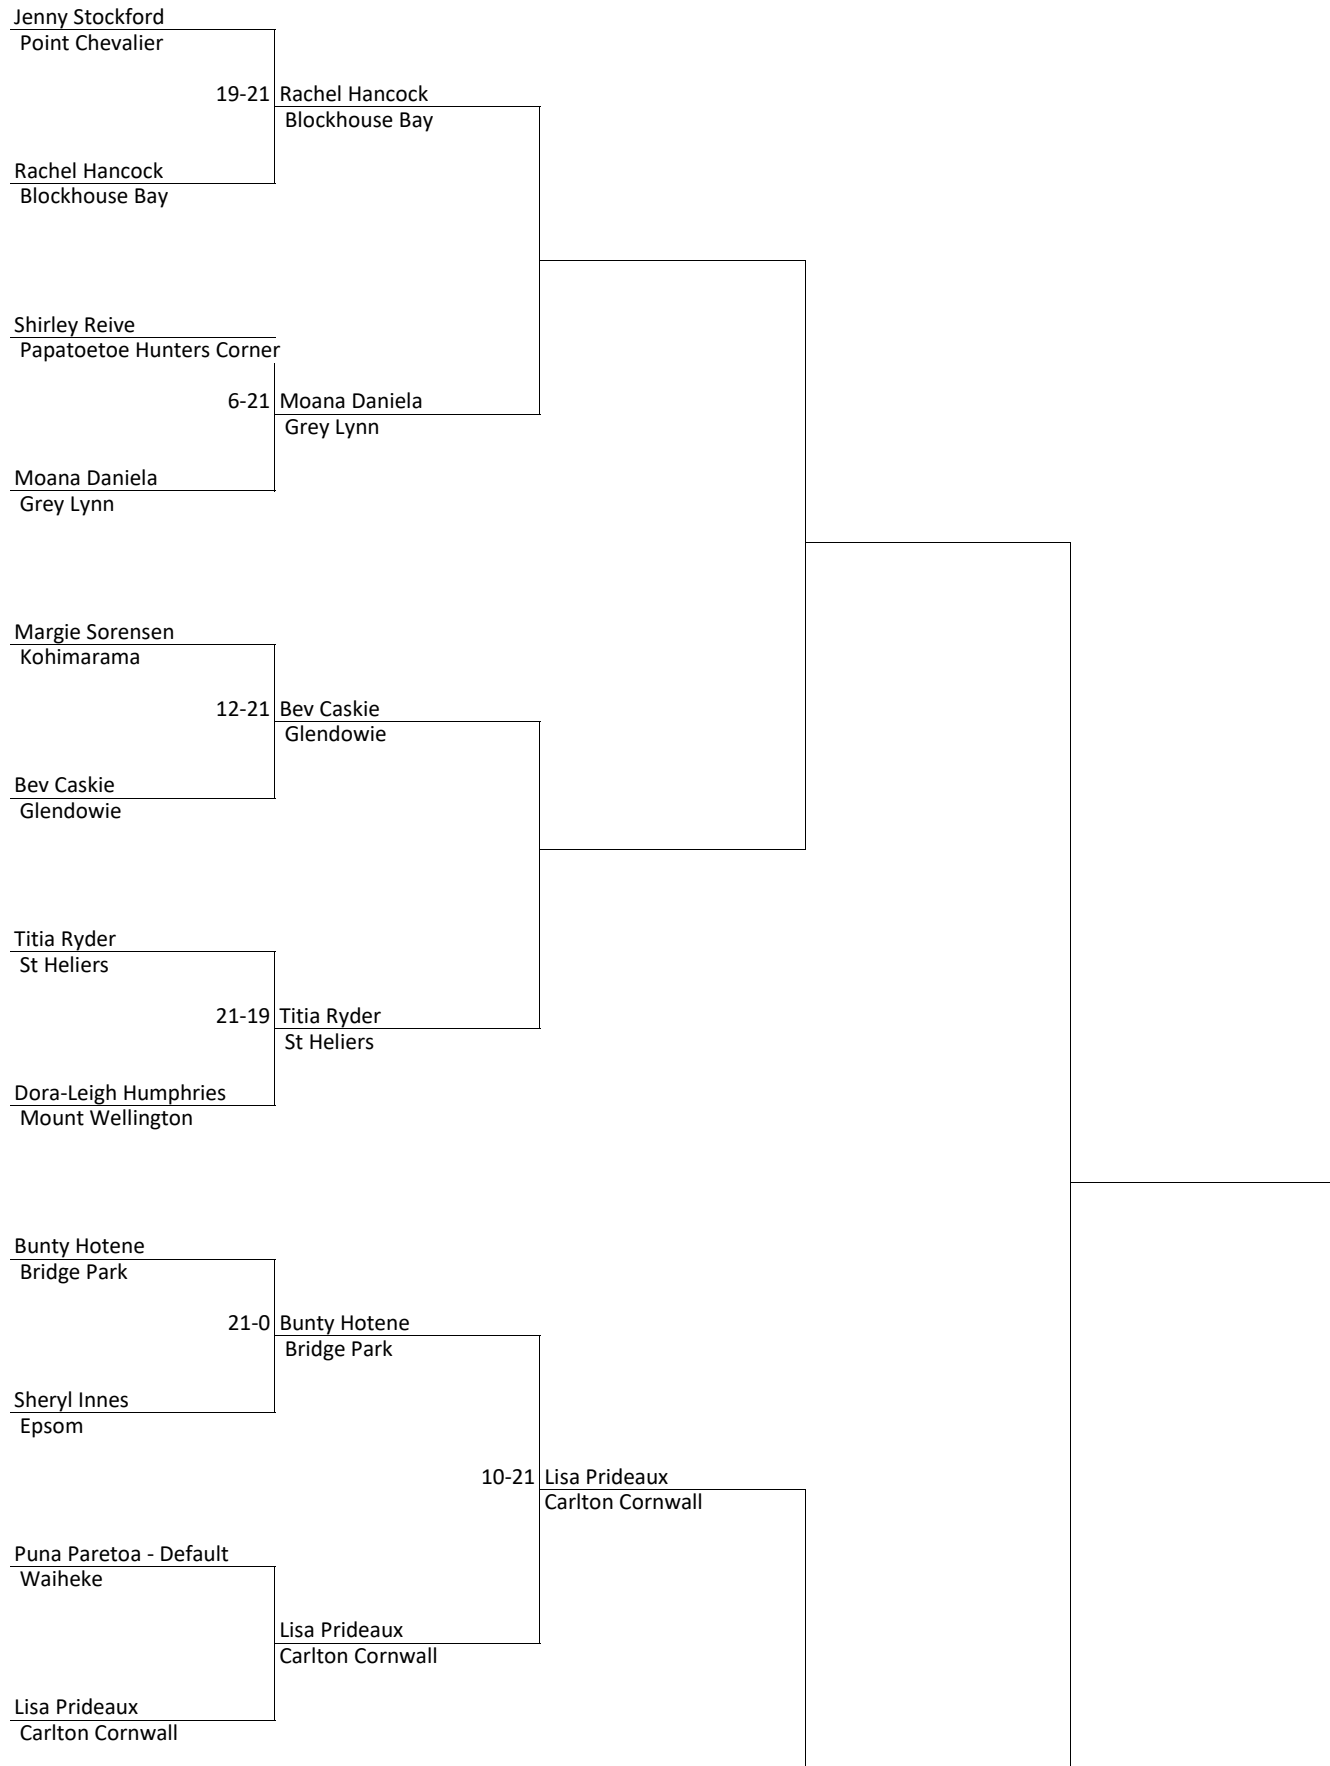 Jenny Stockford
Point Chevalier
19-21 Rachel Hancock
Blockhouse Bay
Rachel Hancock
Blockhouse Bay
Shirley Reive
Papatoetoe Hunters Corner
6-21 Moana Daniela
Grey Lynn
Moana Daniela
Grey Lynn
Margie Sorensen
Kohimarama
12-21 Bev Caskie
Glendowie
Bev Caskie
Glendowie
Titia Ryder
St Heliers
21-19 Titia Ryder
St Heliers
Dora-Leigh Humphries
Mount Wellington
Bunty Hotene
Bridge Park
21-0 Bunty Hotene
Bridge Park
Sheryl Innes
Epsom
10-21 Lisa Prideaux
Carlton Cornwall
Puna Paretoa - Default
Waiheke
Lisa Prideaux
Carlton Cornwall
Lisa Prideaux
Carlton Cornwall